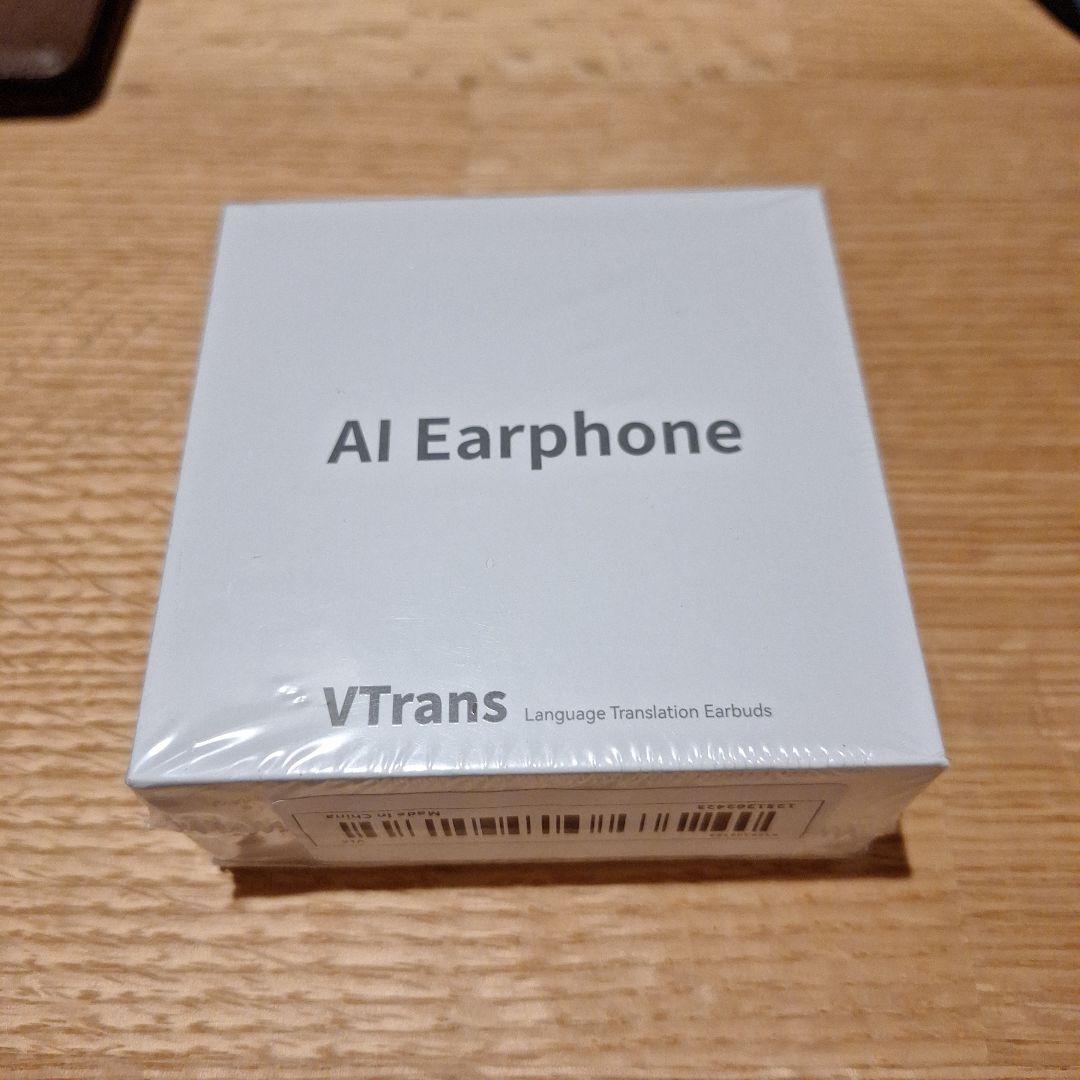 AI Earphone
VTrans Language Translation Earbuds
Made in China